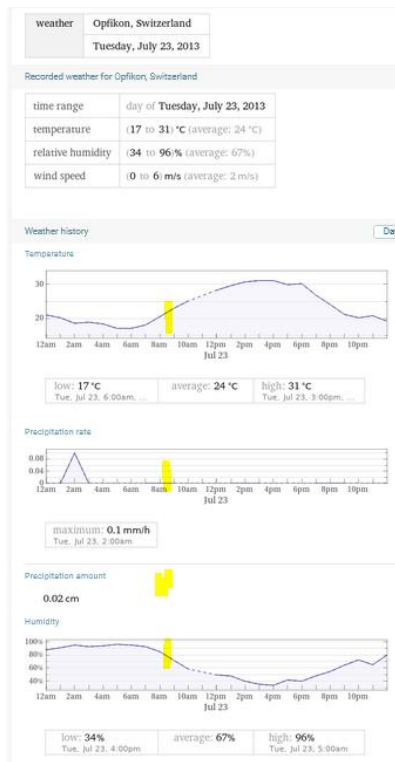 weather Opfikon, Switzerland
Tuesday, July 23, 2013
Recorded weather for Opfikon, Switzerland
time range day of Tuesday, July 23, 2013
temperature (17 to 31) °C (average: 24 °C)
relative humidity (34 to 96)% (average: 67%)
wind speed (0 to 6) m/s (average: 2 m/s)
Weather history Da
Temperature
30
20
12am 2am 4am 6am 8am 10am 12pm 2pm 4pm 6pm 8pm 10pm
Jul 23
low: 17 °C average: 24 °C high: 31 °C
Tue, Jul 23, 6:00am, ... Tue, Jul 23, 3:00pm, ...
Precipitation rate
0.08
0.04
0
12am 2am 4am 6am 8am 10am 12pm 2pm 4pm 6pm 8pm 10pm
Jul 23
maximum: 0.1 mm/h
Tue, Jul 23, 2:00am
Precipitation amount
0.02 cm
Humidity
100%
80%
60%
40%
12am 2am 4am 6am 8am 10am 12pm 2pm 4pm 6pm 8pm 10pm
Jul 23
low: 34% average: 67% high: 96%
Tue, Jul 23, 4:00pm Tue, Jul 23, 5:00am